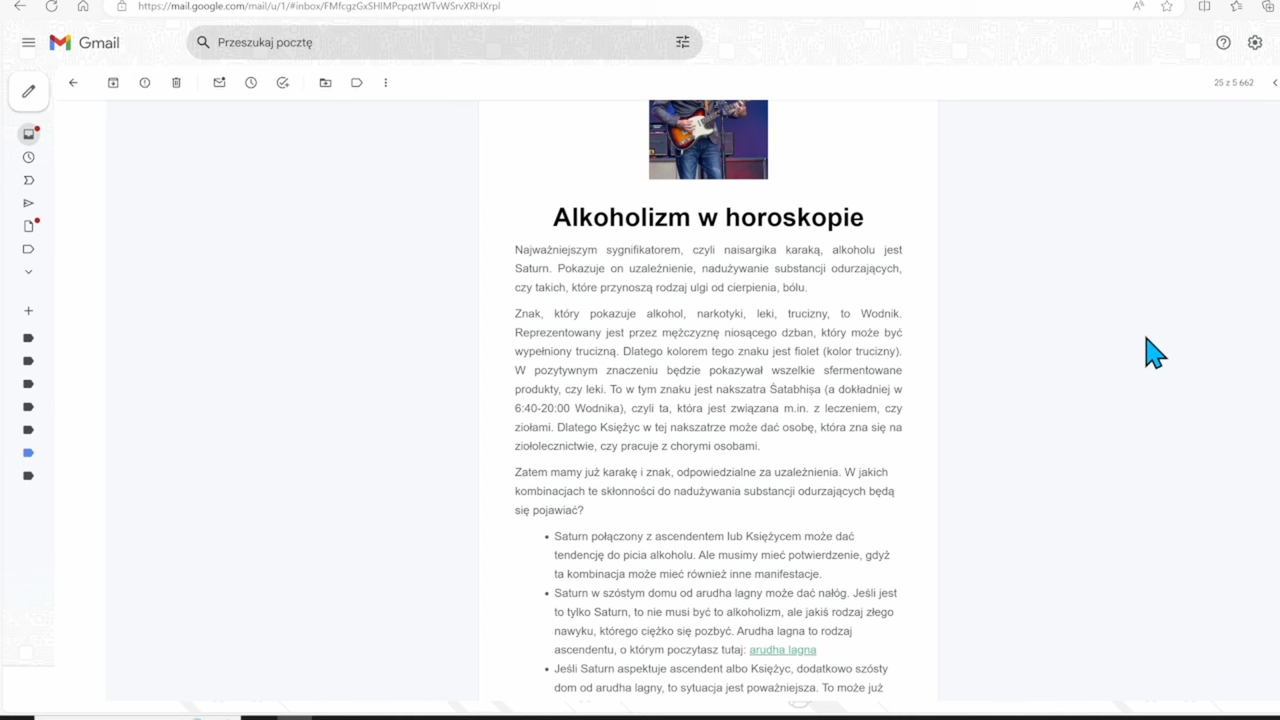 https://mail.google.com/mail/u/1/#inbox/FMfcgzGxSHlMPcpqztWTvWSrvXRHXrpl
Gmail
Przeszukaj pocztę
25 z 5 662
Alkoholizm w horoskopie
Najważniejszym sygnifikatorem, czyli naisargika karaką, alkoholu jest
Saturn. Pokazuje on uzależnienie, nadużywanie substancji odurzających,
czy takich, które przynoszą rodzaj ulgi od cierpienia, bólu.
Znak, który pokazuje alkohol, narkotyki, leki, trucizny, to Wodnik.
Reprezentowany jest przez mężczyznę niosącego dzban, który może być
wypełniony trucizną. Dlatego kolorem tego znaku jest fiolet (kolor trucizny).
W pozytywnym znaczeniu będzie pokazywał wszelkie sfermentowane
produkty, czy leki. To w tym znaku jest nakszatra Śatabhiṣa (a dokładniej w
6:40-20:00 Wodnika), czyli ta, która jest związana m.in. z leczeniem, czy
ziołami. Dlatego Księżyc w tej nakszatrze może dać osobę, która zna się na
ziołolecznictwie, czy pracuje z chorymi osobami.
Zatem mamy już karakę i znak, odpowiedzialne za uzależnienia. W jakich
kombinacjach te skłonności do nadużywania substancji odurzających będą
się pojawiać?
• Saturn połączony z ascendentem lub Księżycem może dać
tendencję do picia alkoholu. Ale musimy mieć potwierdzenie, gdyż
ta kombinacja może mieć również inne manifestacje.
• Saturn w szóstym domu od arudha lagny może dać nałóg. Jeśli jest
to tylko Saturn, to nie musi być to alkoholizm, ale jakiś rodzaj złego
nawyku, którego ciężko się pozbyć. Arudha lagna to rodzaj
ascendentu, o którym poczytasz tutaj: arudha lagna
• Jeśli Saturn aspektuje ascendent albo Księżyc, dodatkowo szósty
dom od arudha lagny, to sytuacja jest poważniejsza. To może już